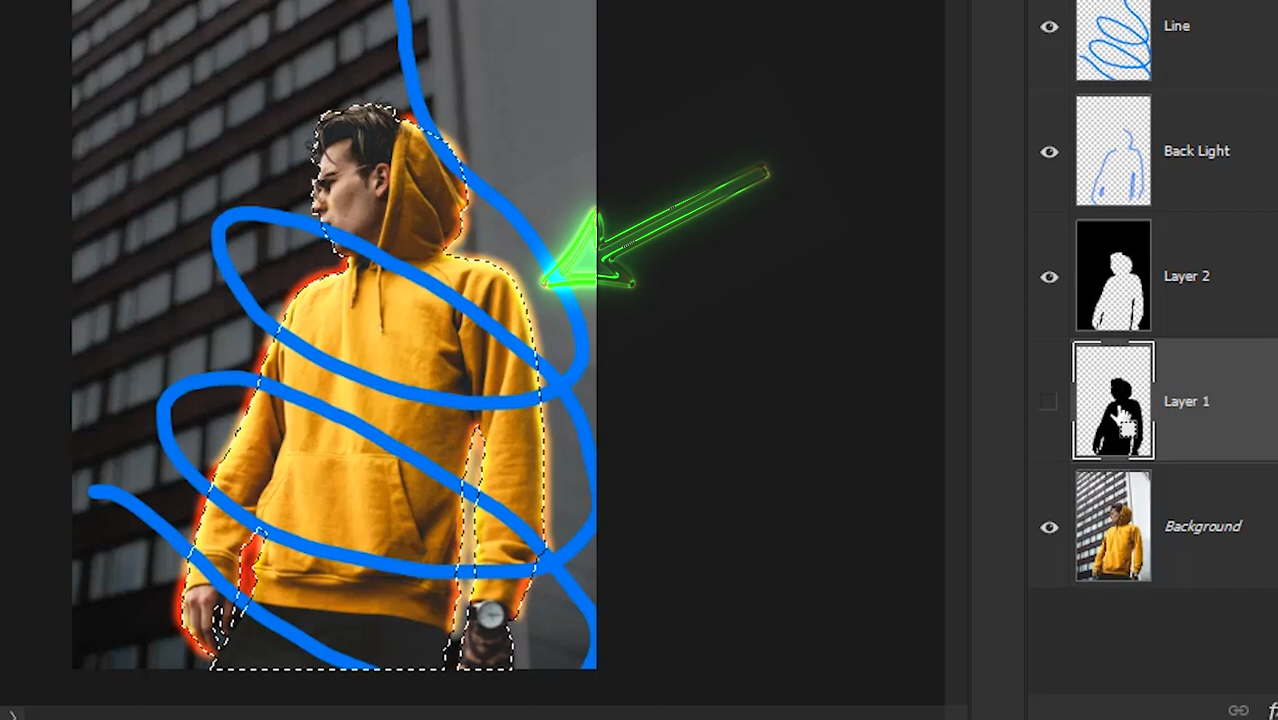 Line
Back Light
Layer 2
Layer 1
Background